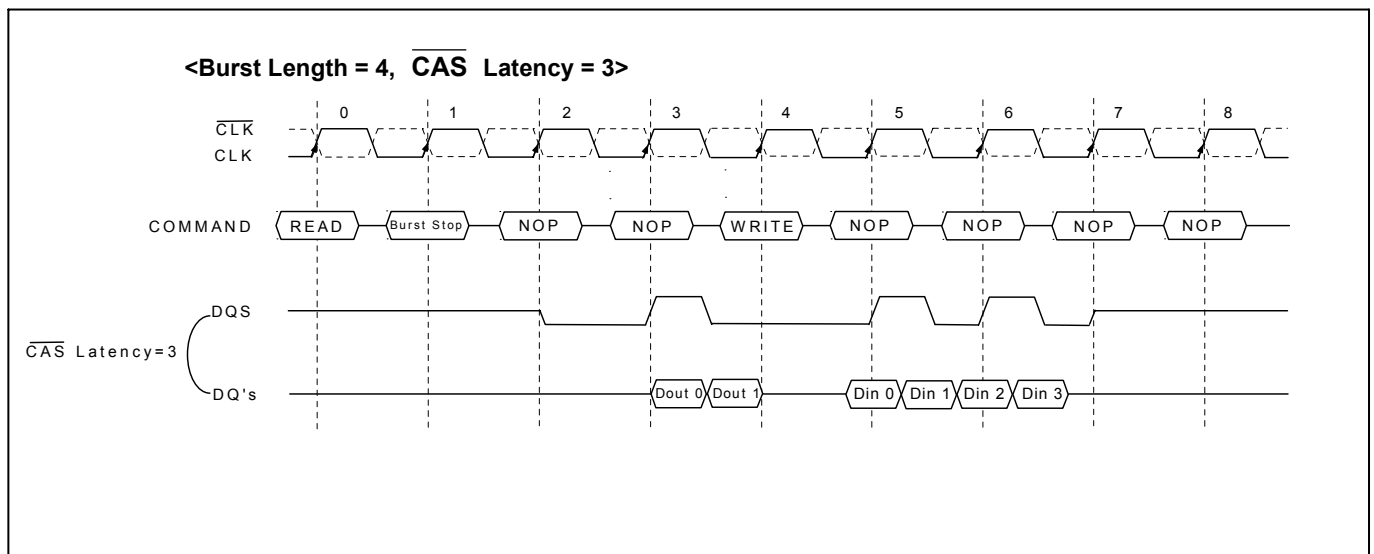 <Burst Length = 4, CAS Latency = 3>
0 1 2 3 4 5 6 7 8
CLK
CLK
COMMAND READ Burst Stop NOP NOP WRITE NOP NOP NOP NOP
DQS
CAS Latency=3
DQ's Dout 0 Dout 1 Din 0 Din 1 Din 2 Din 3